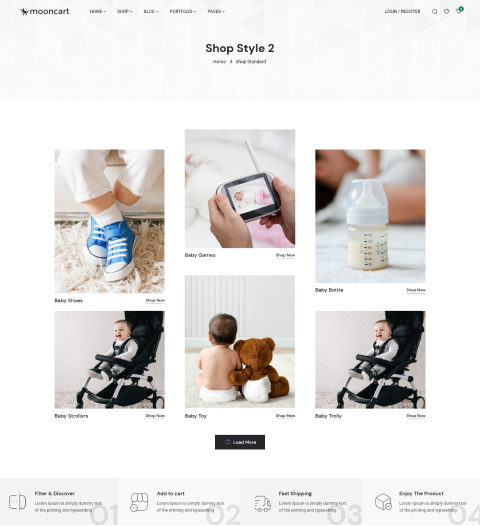 mooncart
HOME
SHOP
BLOG
PORTFOLIO
PAGES
LOGIN / REGISTER
Shop Style 2
Home > Shop Standard
Baby Shoes
Shop Now
Baby Games
Shop Now
Baby Bottle
Shop Now
Baby Strollers
Shop Now
Baby Toy
Shop Now
Baby Trolly
Shop Now
Load More
01
Filter & Discover
Lorem Ipsum is simply dummy text
of the printing and typesetting
02
Add to cart
Lorem Ipsum is simply dummy text
of the printing and typesetting
03
Fast Shipping
Lorem Ipsum is simply dummy text
of the printing and typesetting
04
Enjoy The Product
Lorem Ipsum is simply dummy text
of the printing and typesetting